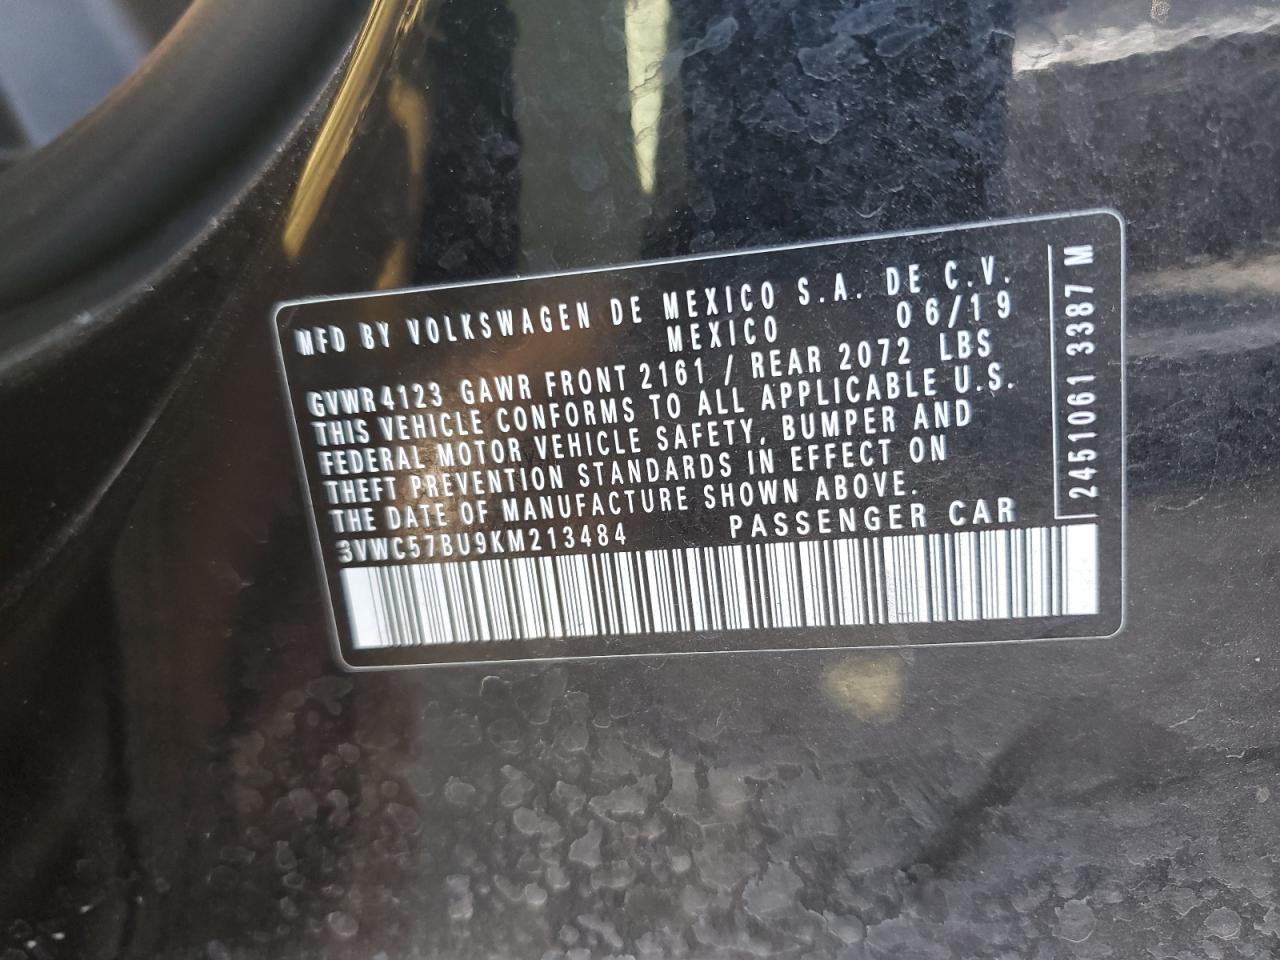 MFD BY VOLKSWAGEN DE MEXICO S.A. DE C.V.
MEXICO 06/19
GVWR 4123 GAWR FRONT 2161 / REAR 2072 LBS
THIS VEHICLE CONFORMS TO ALL APPLICABLE U.S.
FEDERAL MOTOR VEHICLE SAFETY, BUMPER AND
THEFT PREVENTION STANDARDS IN EFFECT ON
THE DATE OF MANUFACTURE SHOWN ABOVE.
3VWC57BU9KM213484 PASSENGER CAR
2451061 3387 M